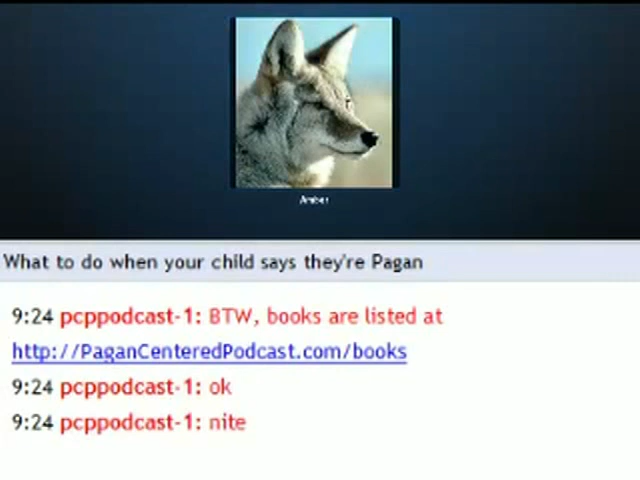 Amber
What to do when your child says they're Pagan
9:24 pcppodcast-1: BTW, books are listed at
http://PaganCenteredPodcast.com/books
9:24 pcppodcast-1: ok
9:24 pcppodcast-1: nite